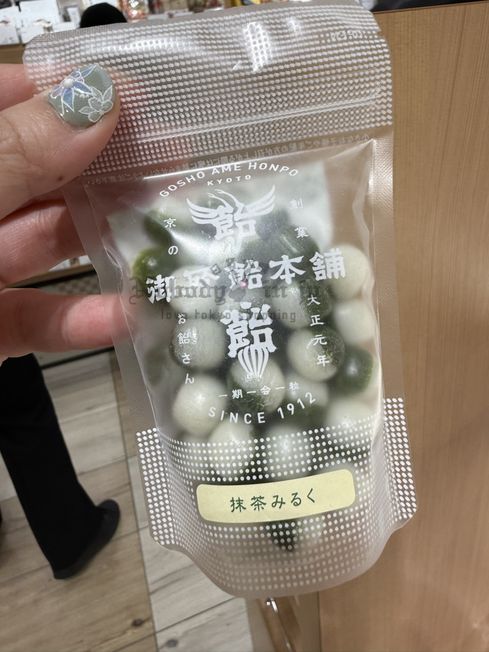 GOSHO AME HONPO
KYOTO
飴
創業
京の
御所飴本舗
大正元年
お飴さん
飴
一期一会一粒
SINCE 1912
抹茶みるく